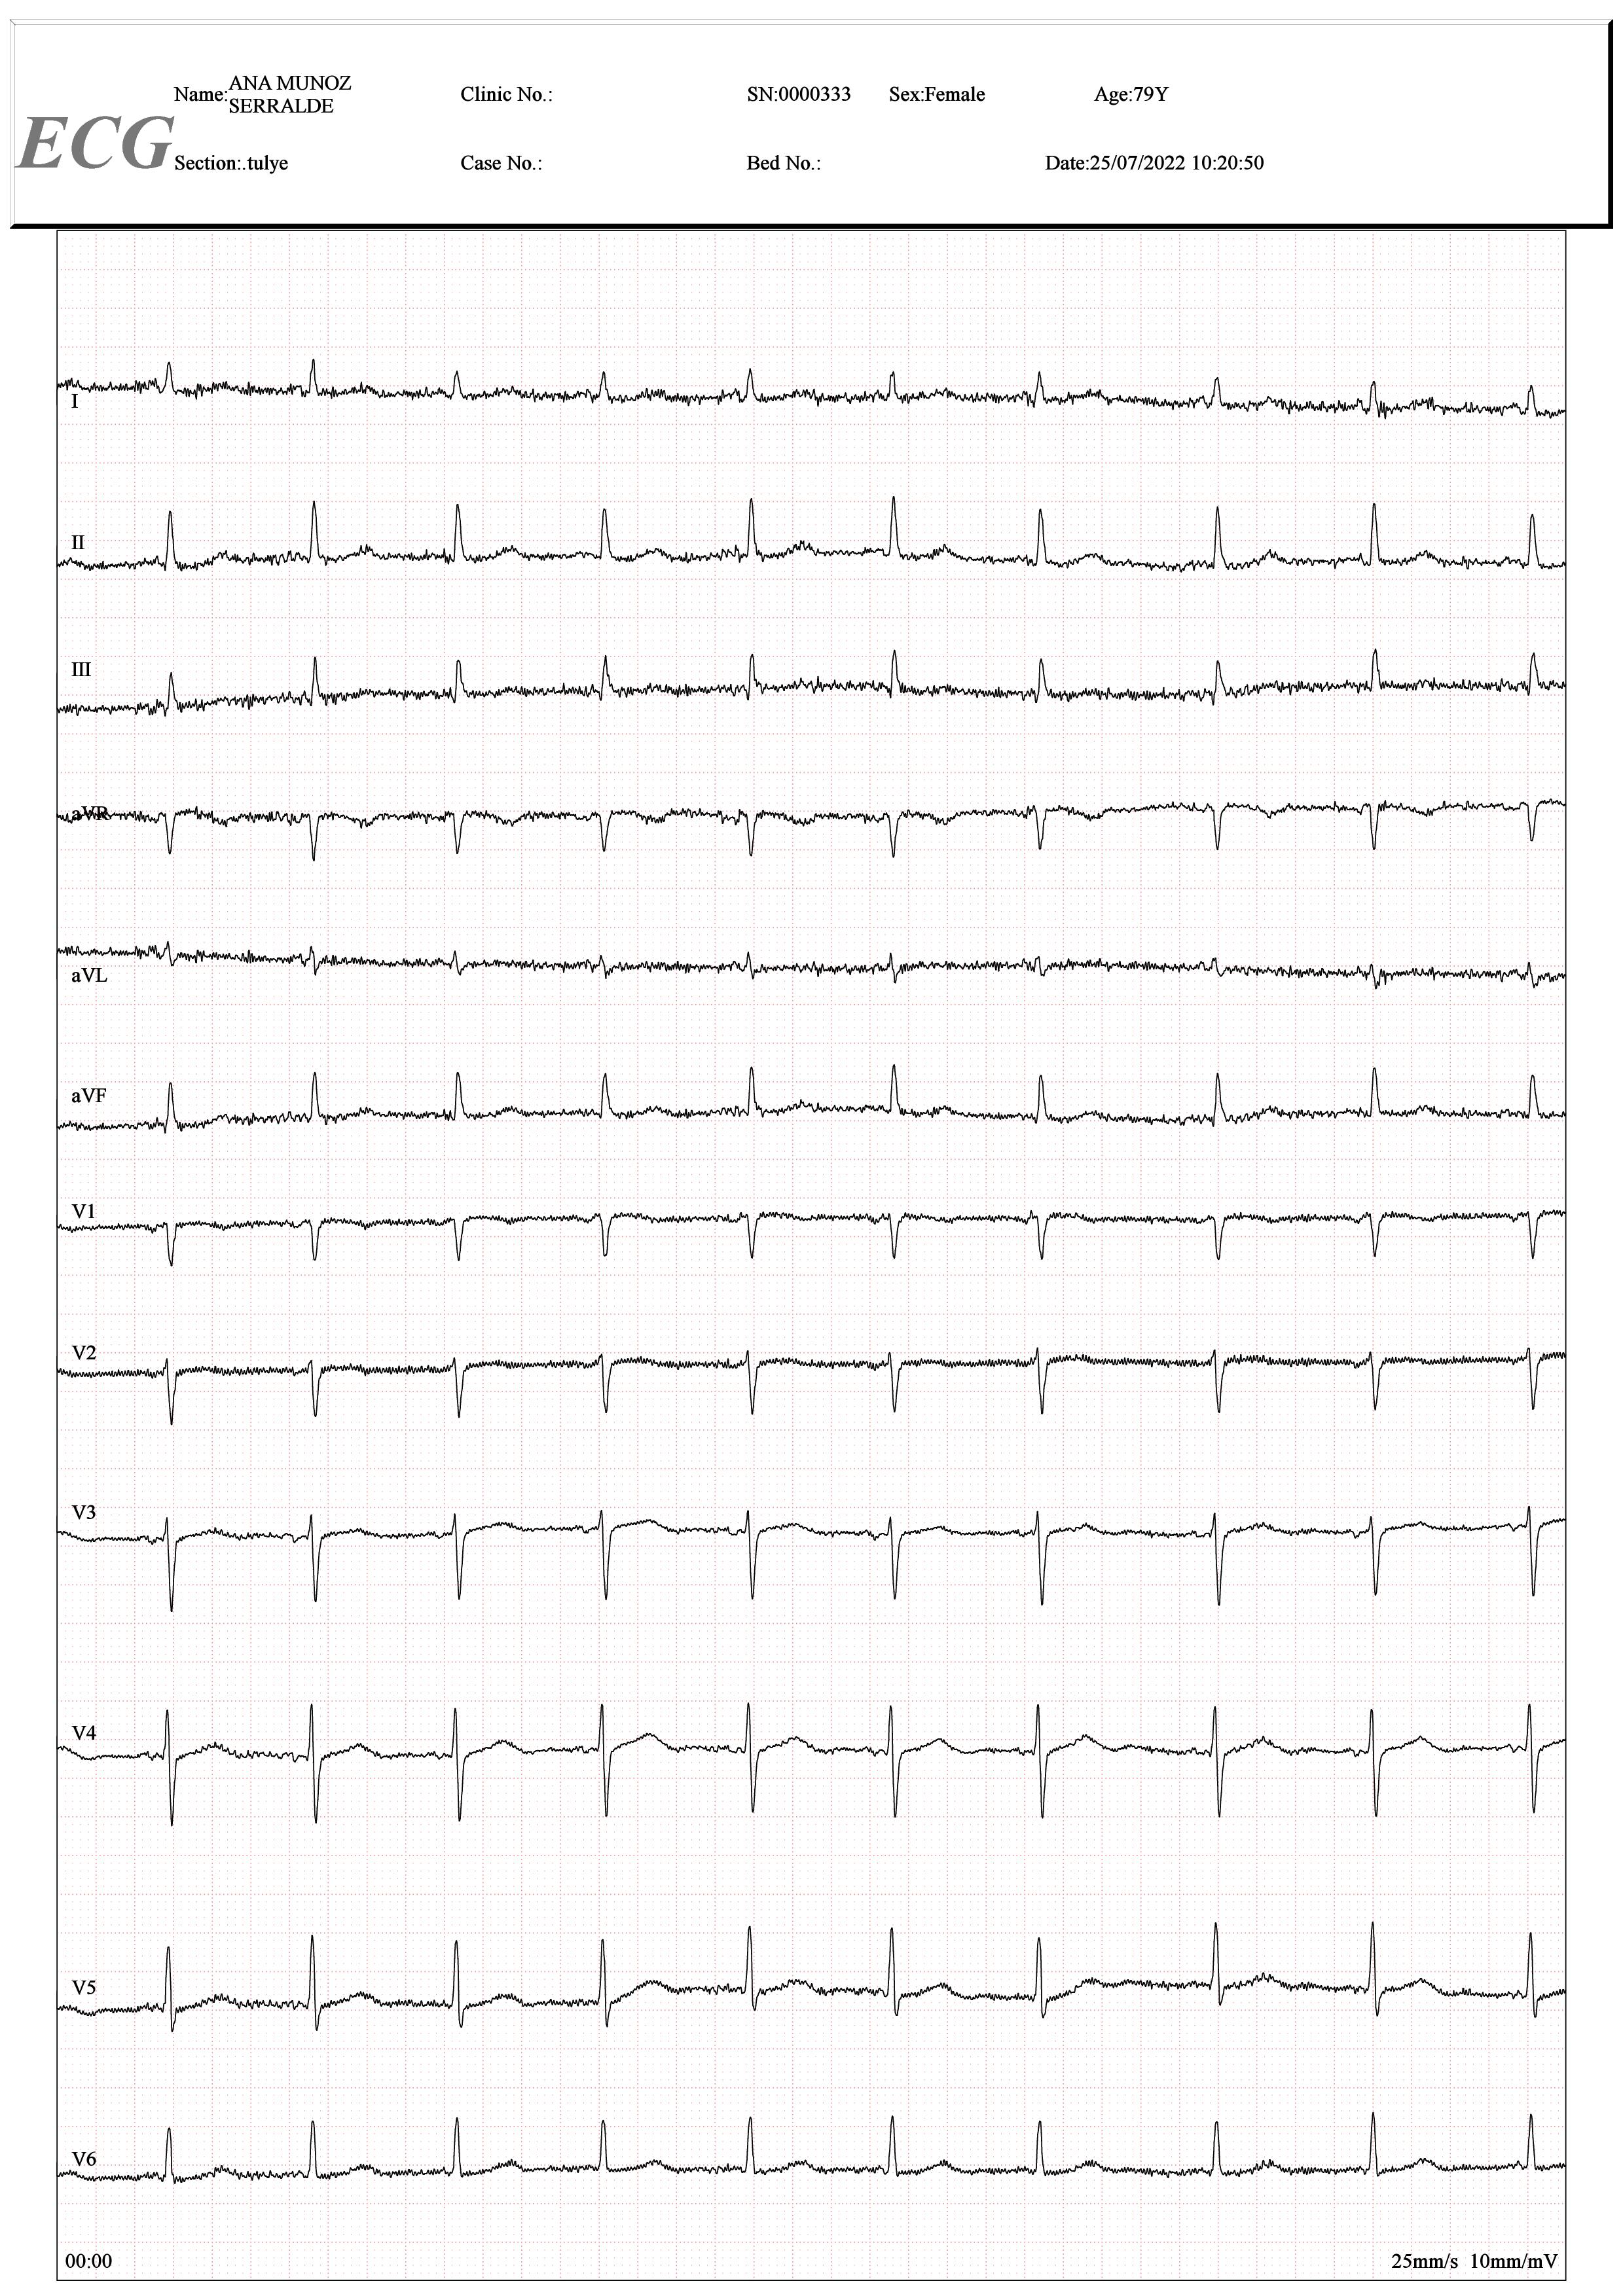 ECG
Name: ANA MUNOZ SERRALDE Clinic No.: SN:0000333 Sex:Female Age:79Y
Section:.tulye Case No.: Bed No.: Date:25/07/2022 10:20:50
I
II
III
aVR
aVL
aVF
V1
V2
V3
V4
V5
V6
00:00 25mm/s 10mm/mV